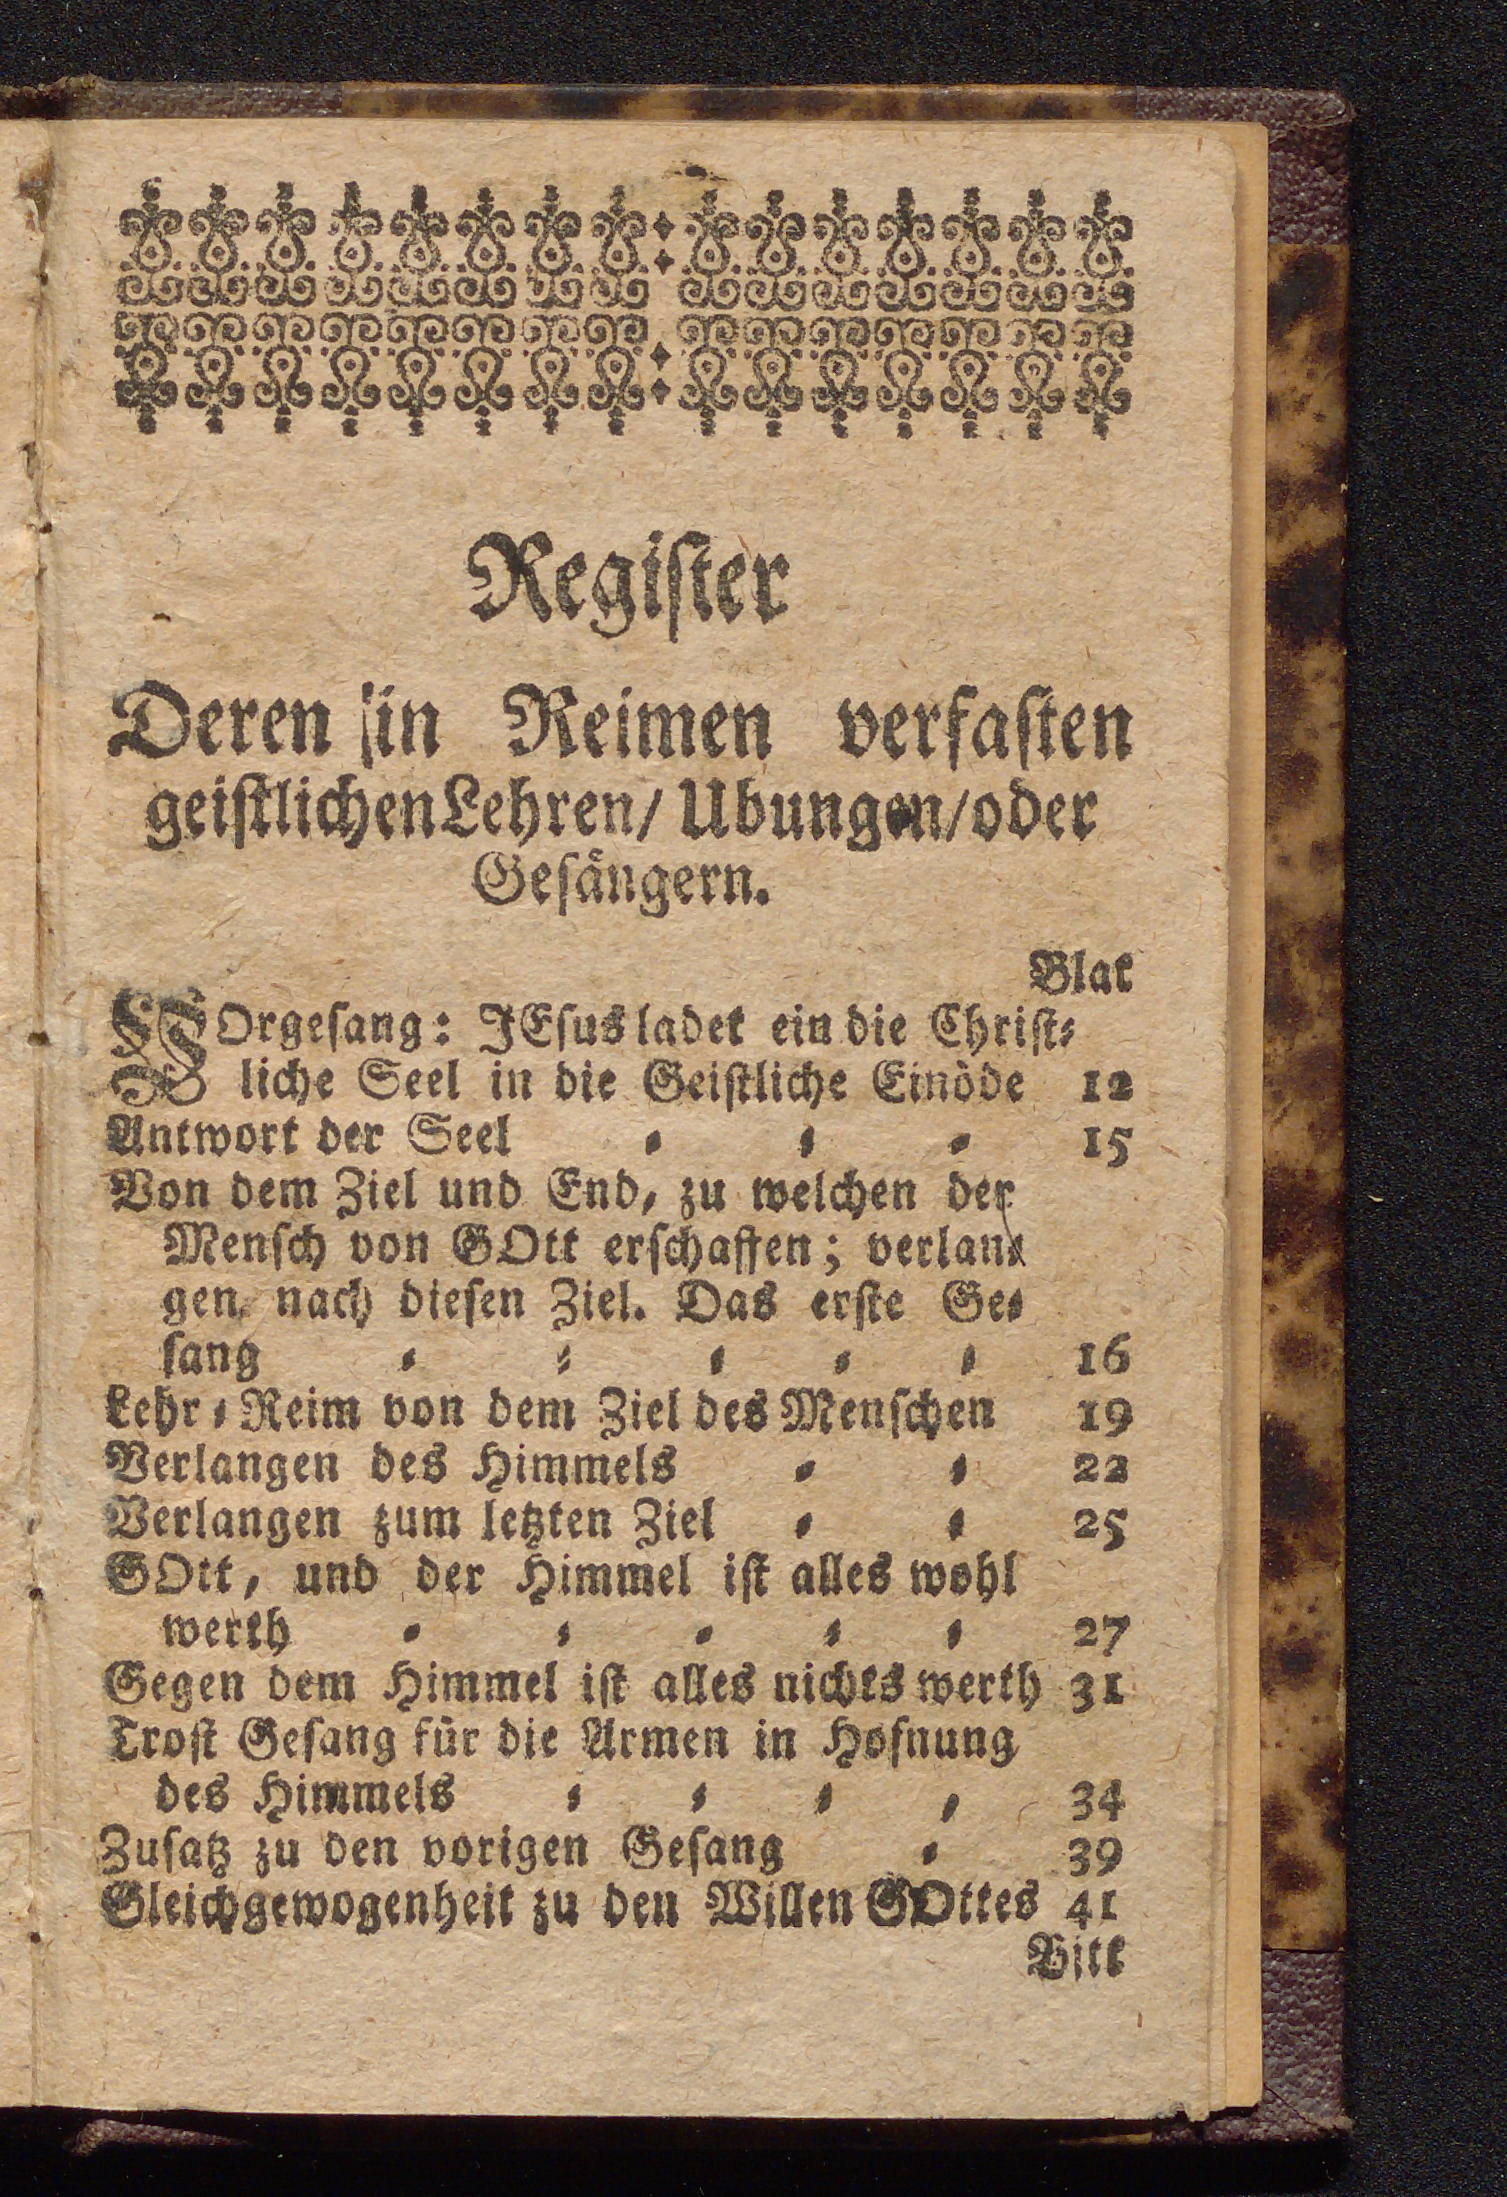 Regiſter
Deren in Reimen verfaſten
geiſtlichen Lehren/ Ubungen/ oder
Geſängern.
Blat
VOrgeſang: JEſus ladet ein die Chriſt⸗
liche Seel in die Geiſtliche Einöde 12
Antwort der Seel ⸗ ⸗ ⸗ 15
Von dem Ziel und End, zu welchen der
Menſch von GOtt erſchaffen; verlan⸗
gen nach dieſen Ziel. Das erſte Ge⸗
ſang ⸗ ⸗ ⸗ ⸗ ⸗ 16
Lehr⸗Reim von dem Ziel des Menſchen 19
Verlangen des Himmels ⸗ ⸗ 22
Verlangen zum letzten Ziel ⸗ ⸗ 25
GOtt, und der Himmel iſt alles wohl
werth ⸗ ⸗ ⸗ ⸗ ⸗ 27
Gegen dem Himmel iſt alles nichts werth 31
Troſt Geſang für die Armen in Hofnung
des Himmels ⸗ ⸗ ⸗ ⸗ 34
Zuſatz zu den vorigen Geſang ⸗ 39
Gleichgewogenheit zu den Willen GOttes 41
Bitt